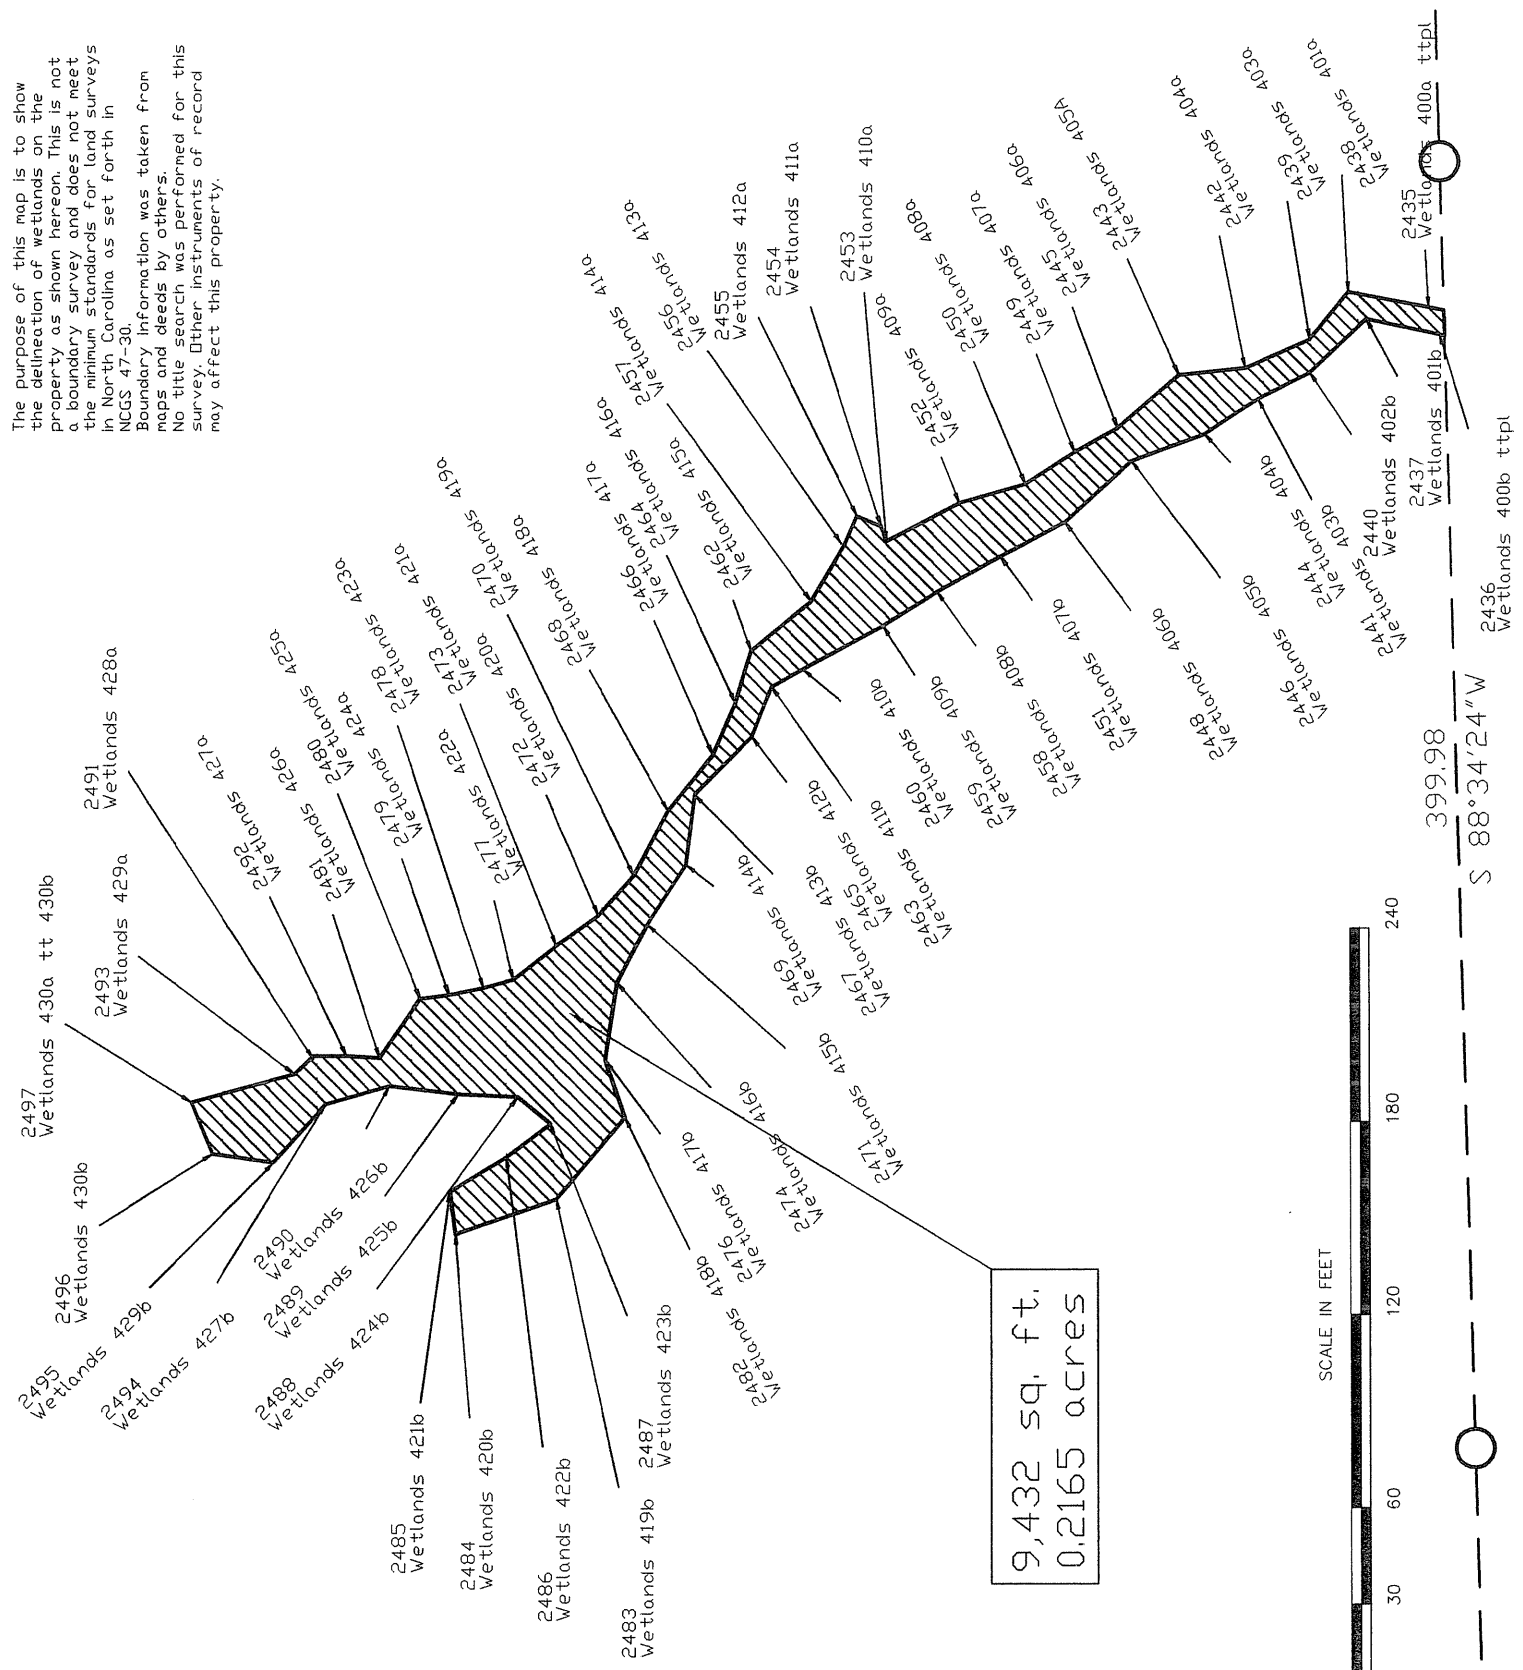 The purpose of this map is to show
the delineation of wetlands on the
property as shown hereon. This is not
a boundary survey and does not meet
the minimum standards for land surveys
in North Carolina as set forth in
NCGS 47-30.
Boundary Information was taken from
maps and deeds by others.
No title search was performed for this
survey. Other instruments of record
may affect this property.
2497
Wetlands 430a tt 430b
2493
Wetlands 429a
2491
Wetlands 428a
2492
Wetlands 427a
2481
Wetlands 426a
2480
Wetlands 425a
2479
Wetlands 424a
2478
Wetlands 423a
2477
Wetlands 422a
2473
Wetlands 421a
2472
Wetlands 420a
2470
Wetlands 419a
2468
Wetlands 418a
2466
Wetlands 417a
2464
Wetlands 416a
2462
Wetlands 415a
2457
Wetlands 414a
2456
Wetlands 413a
2455
Wetlands 412a
2454
Wetlands 411a
2453
Wetlands 410a
2452
Wetlands 409a
2450
Wetlands 408a
2449
Wetlands 407a
2445
Wetlands 406a
2443
Wetlands 405A
2442
Wetlands 404a
2439
Wetlands 403a
2438
Wetlands 401a
2435
Wetlands 400a ttpl
2496
Wetlands 430b
2495
Wetlands 429b
2494
Wetlands 427b
2490
Wetlands 426b
2489
Wetlands 425b
2488
Wetlands 424b
2485
Wetlands 421b
2484
Wetlands 420b
2486
Wetlands 422b
2483
Wetlands 419b
2487
Wetlands 423b
2482
Wetlands 418b
2476
Wetlands 417b
2474
Wetlands 416b
2471
Wetlands 415b
2469
Wetlands 414b
2467
Wetlands 413b
2465
Wetlands 412b
2463
Wetlands 411b
2460
Wetlands 410b
2459
Wetlands 409b
2458
Wetlands 408b
2451
Wetlands 407b
2448
Wetlands 406b
2446
Wetlands 405b
2444
Wetlands 404b
2441
Wetlands 403b
2440
Wetlands 402b
2437
Wetlands 401b
2436
Wetlands 400b ttpl
9,432 sq. ft.
0.2165 acres
SCALE IN FEET
30 60 120 180 240
399.98
S 88°34'24"W